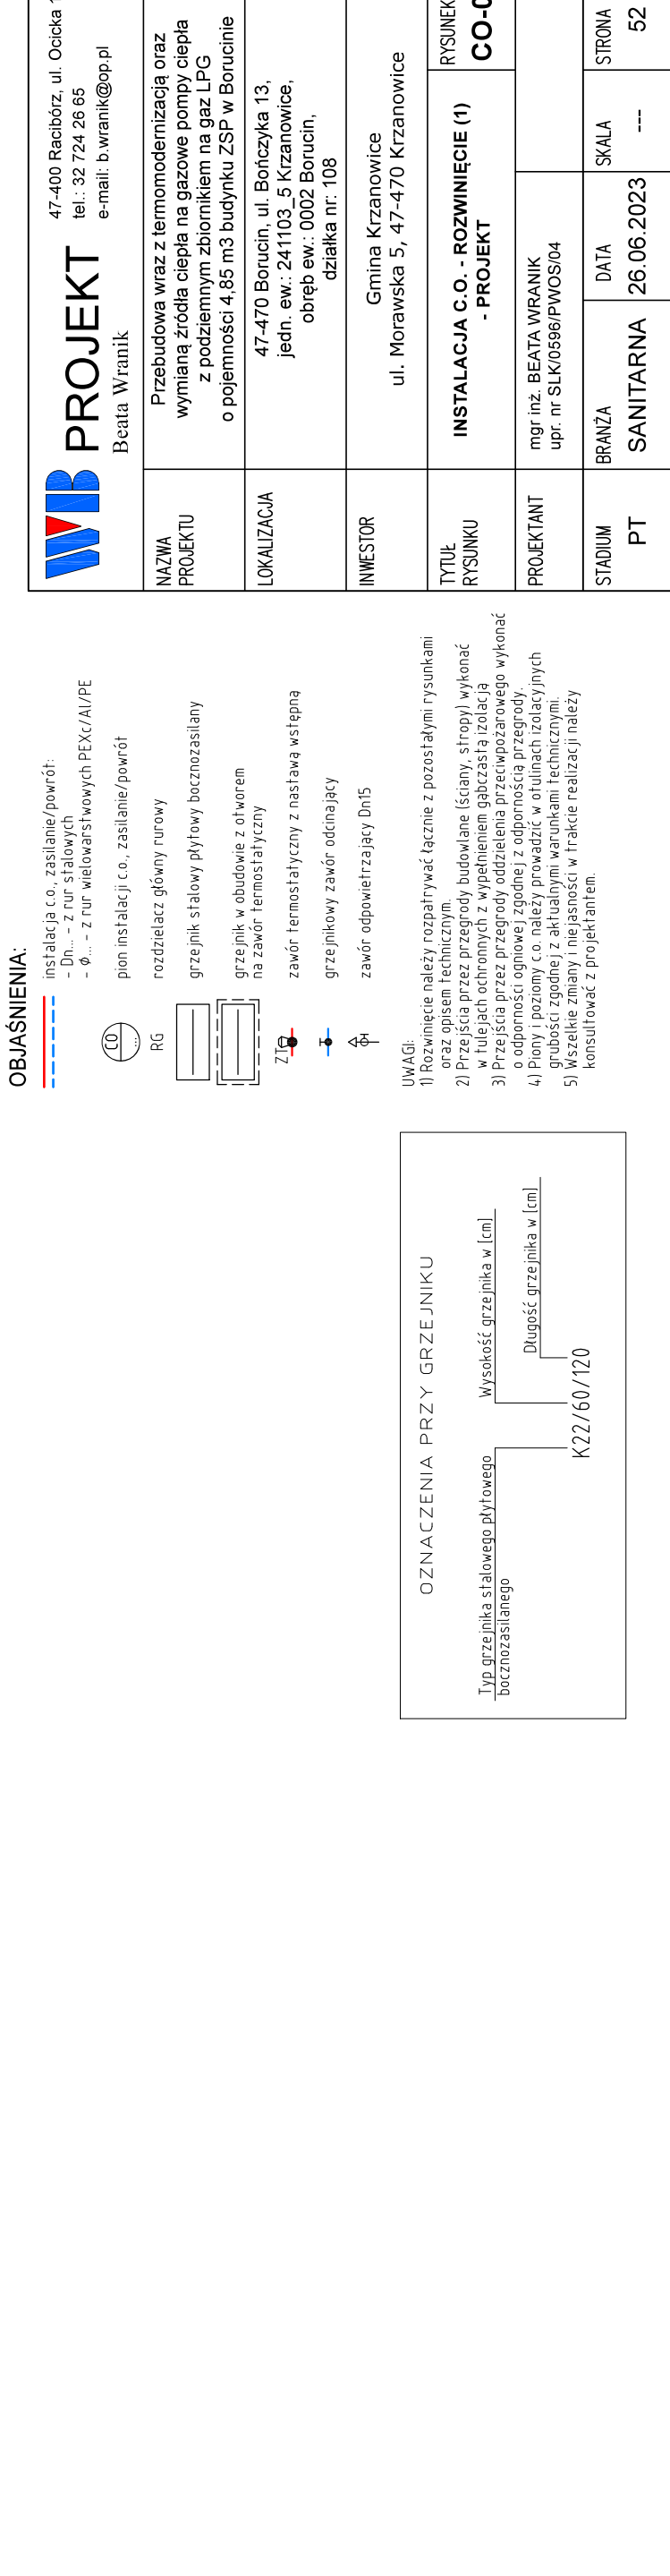 OBJAŚNIENIA:
instalacja c.o., zasilanie/powrót:
- Dn... - z rur stalowych
- Ø... - z rur wielowarstwowych PEXc/Al/PE
CO
...
pion instalacji c.o., zasilanie/powrót
RG
rozdzielacz główny rurowy
grzejnik stalowy płytowy bocznozasilany
grzejnik w obudowie z otworem
na zawór termostatyczny
ZT
zawór termostatyczny z nastawą wstępną
grzejnikowy zawór odcinający
zawór odpowietrzający Dn15
UWAGI:
1) Rozwinięcie należy rozpatrywać łącznie z pozostałymi rysunkami
oraz opisem technicznym.
2) Przejścia przez przegrody budowlane (ściany, stropy) wykonać
w tulejach ochronnych z wypełnieniem gąbczastą izolacją
3) Przejścia przez przegrody oddzielenia przeciwpożarowego wykonać
o odporności ogniowej zgodnej z odpornością przegrody.
4) Piony i poziomy c.o. należy prowadzić w otulinach izolacyjnych
grubości zgodnej z aktualnymi warunkami technicznymi.
5) Wszelkie zmiany i niejasności w trakcie realizacji należy
konsultować z projektantem.
OZNACZENIA PRZY GRZEJNIKU
Typ grzejnika stalowego płytowego
bocznozasilanego
Wysokość grzejnika w [cm]
Długość grzejnika w [cm]
K22/60/120
WB PROJEKT
Beata Wranik
47-400 Racibórz, ul. Ocicka
tel.: 32 724 26 65
e-mail: b.wranik@op.pl
NAZWA
PROJEKTU
Przebudowa wraz z termomodernizacją oraz
wymianą źródła ciepła na gazowe pompy ciepła
z podziemnym zbiornikiem na gaz LPG
o pojemności 4,85 m3 budynku ZSP w Borucinie
LOKALIZACJA
47-470 Borucin, ul. Bończyka 13,
jedn. ew.: 241103_5 Krzanowice,
obręb ew.: 0002 Borucin,
działka nr: 108
INWESTOR
Gmina Krzanowice
ul. Morawska 5, 47-470 Krzanowice
TYTUŁ
RYSUNKU
INSTALACJA C.O. - ROZWINIĘCIE (1)
- PROJEKT
RYSUNEK
CO-0
PROJEKTANT
mgr inż. BEATA WRANIK
upr. nr SLK/0596/PWOS/04
STADIUM
PT
BRANŻA
SANITARNA
DATA
26.06.2023
SKALA
---
STRONA
52